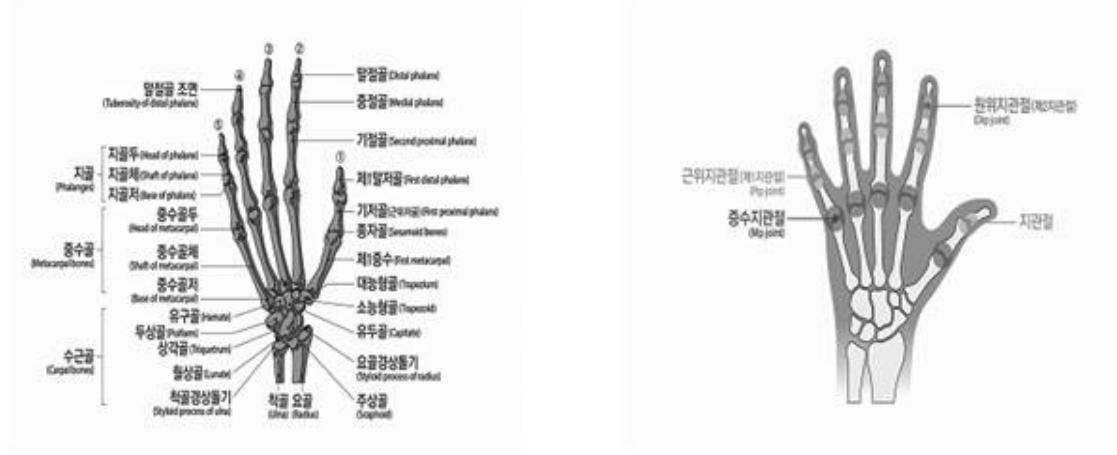 ③ ②
④
말절골 조면
(Tuberosity of distal phalanx)
⑤
지골두 (Head of phalanx)
지골
(Phalanges)
지골체 (Shaft of phalanx)
지골저 (Base of phalanx)
중수골두
(Head of metacarpal)
중수골
(Metacarpal bones)
중수골체
(Shaft of metacarpal)
중수골저
(Base of metacarpal)
유구골 (Hamate)
두상골 (Pisiform)
수근골
(Carpal bones)
삼각골 (Triquetrum)
월상골 (Lunate)
척골경상돌기
(Styloid process of ulna)
척골 요골
(Ulna) (Radius)
말절골 (Distal phalanx)
중절골 (Medial phalanx)
기절골 (Second proximal phalanx)
①
제1말저골 (First distal phalanx)
(First proximal phalanx)
종자골 (Sesamoid bones)
제1중수 (First metacarpal)
대능형골 (Trapezium)
소능형골 (Trapezoid)
유두골 (Capitate)
요골경상돌기
(Styloid process of radius)
주상골
(Scaphoid)
원위지관절(제2지관절)
(Dip joint)
근위지관절(제1지관절)
(Pip joint)
중수지관절
(Mp joint)
지관절